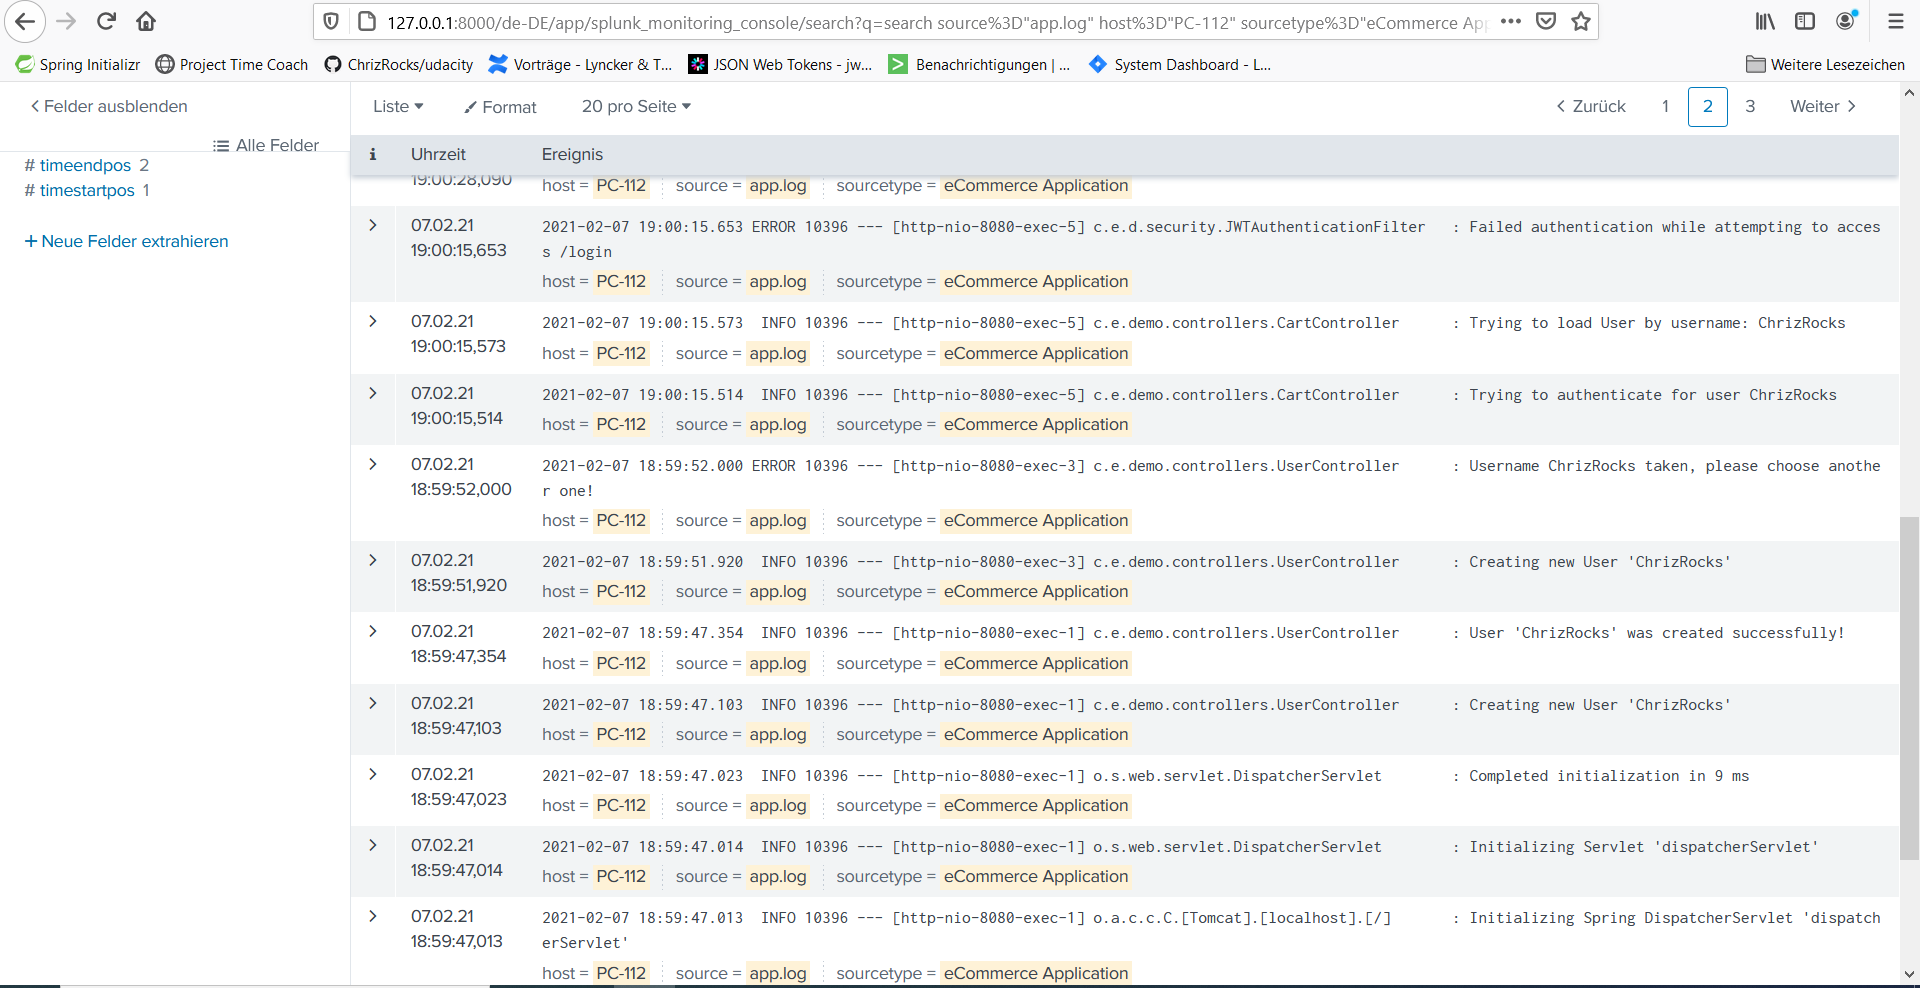 127.0.0.1:8000/de-DE/app/splunk_monitoring_console/search?q=search source%3D"app.log" host%3D"PC-112" sourcetype%3D"eCommerce App
Spring Initializr Project Time Coach ChrizRocks/udacity Vorträge - Lyncker & T... JSON Web Tokens - jw... Benachrichtigungen | ... System Dashboard - L... Weitere Lesezeichen
Felder ausblenden
Alle Felder
# timeendpos 2
# timestartpos 1
+ Neue Felder extrahieren
Liste Format 20 pro Seite Zurück 1 2 3 Weiter
i Uhrzeit Ereignis
19:00:28,090 host = PC-112 source = app.log sourcetype = eCommerce Application
07.02.21 2021-02-07 19:00:15.653 ERROR 10396 --- [http-nio-8080-exec-5] c.e.d.security.JWTAuthenticationFilter : Failed authentication while attempting to acces
19:00:15,653 s /login
host = PC-112 source = app.log sourcetype = eCommerce Application
07.02.21 2021-02-07 19:00:15.573 INFO 10396 --- [http-nio-8080-exec-5] c.e.demo.controllers.CartController : Trying to load User by username: ChrizRocks
19:00:15,573 host = PC-112 source = app.log sourcetype = eCommerce Application
07.02.21 2021-02-07 19:00:15.514 INFO 10396 --- [http-nio-8080-exec-5] c.e.demo.controllers.CartController : Trying to authenticate for user ChrizRocks
19:00:15,514 host = PC-112 source = app.log sourcetype = eCommerce Application
07.02.21 2021-02-07 18:59:52.000 ERROR 10396 --- [http-nio-8080-exec-3] c.e.demo.controllers.UserController : Username ChrizRocks taken, please choose anothe
18:59:52,000 r one!
host = PC-112 source = app.log sourcetype = eCommerce Application
07.02.21 2021-02-07 18:59:51.920 INFO 10396 --- [http-nio-8080-exec-3] c.e.demo.controllers.UserController : Creating new User 'ChrizRocks'
18:59:51,920 host = PC-112 source = app.log sourcetype = eCommerce Application
07.02.21 2021-02-07 18:59:47.354 INFO 10396 --- [http-nio-8080-exec-1] c.e.demo.controllers.UserController : User 'ChrizRocks' was created successfully!
18:59:47,354 host = PC-112 source = app.log sourcetype = eCommerce Application
07.02.21 2021-02-07 18:59:47.103 INFO 10396 --- [http-nio-8080-exec-1] c.e.demo.controllers.UserController : Creating new User 'ChrizRocks'
18:59:47,103 host = PC-112 source = app.log sourcetype = eCommerce Application
07.02.21 2021-02-07 18:59:47.023 INFO 10396 --- [http-nio-8080-exec-1] o.s.web.servlet.DispatcherServlet : Completed initialization in 9 ms
18:59:47,023 host = PC-112 source = app.log sourcetype = eCommerce Application
07.02.21 2021-02-07 18:59:47.014 INFO 10396 --- [http-nio-8080-exec-1] o.s.web.servlet.DispatcherServlet : Initializing Servlet 'dispatcherServlet'
18:59:47,014 host = PC-112 source = app.log sourcetype = eCommerce Application
07.02.21 2021-02-07 18:59:47.013 INFO 10396 --- [http-nio-8080-exec-1] o.a.c.c.C.[Tomcat].[localhost].[/] : Initializing Spring DispatcherServlet 'dispatch
18:59:47,013 erServlet'
host = PC-112 source = app.log sourcetype = eCommerce Application